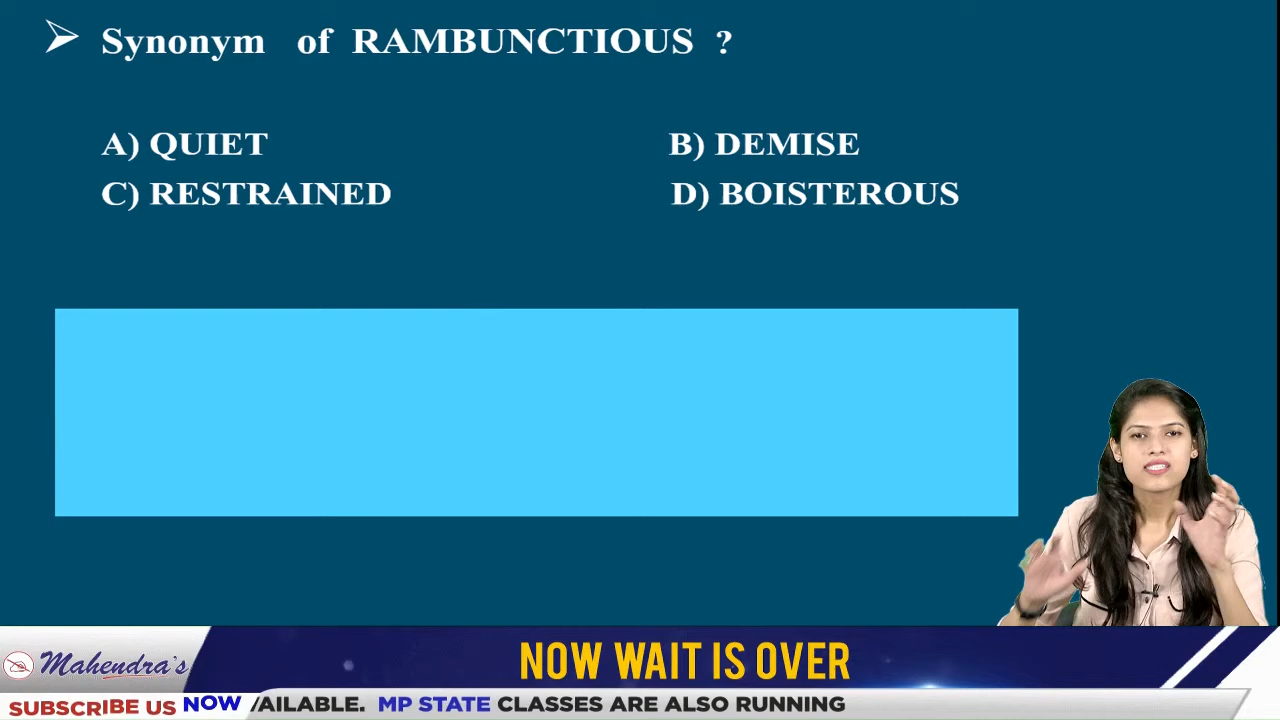 Synonym of RAMBUNCTIOUS ?
A) QUIET B) DEMISE
C) RESTRAINED D) BOISTEROUS
Mahendra's
NOW WAIT IS OVER
SUBSCRIBE US NOW AILABLE. MP STATE CLASSES ARE ALSO RUNNING